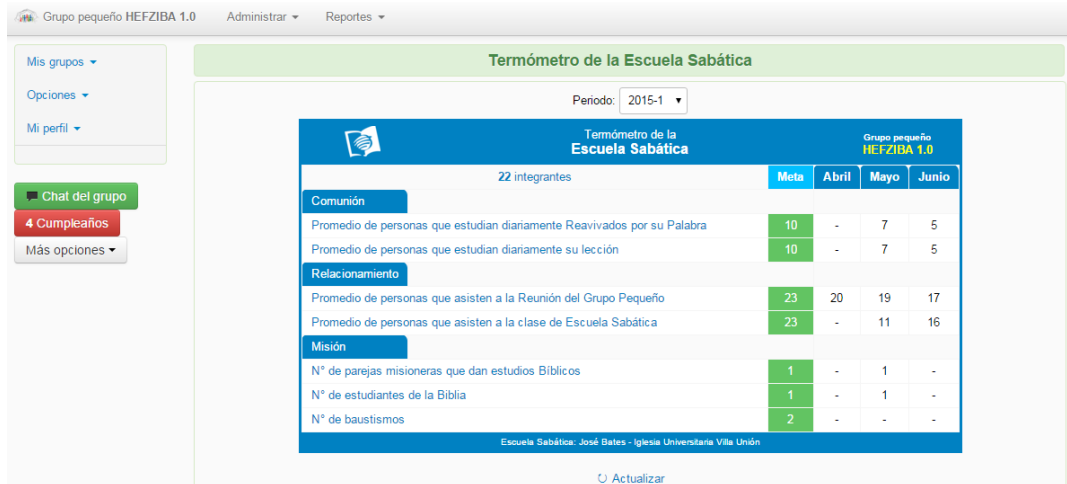 Grupo pequeño HEFZIBA 1.0 Administrar Reportes
Mis grupos
Opciones
Mi perfil
Chat del grupo
4 Cumpleaños
Más opciones
Termómetro de la Escuela Sabática
Periodo: 2015-1
Termómetro de la
Escuela Sabática
Grupo pequeño
HEFZIBA 1.0
22 integrantes Meta Abril Mayo Junio
Comunión
Promedio de personas que estudian diariamente Reavivados por su Palabra 10 - 7 5
Promedio de personas que estudian diariamente su lección 10 - 7 5
Relacionamiento
Promedio de personas que asisten a la Reunión del Grupo Pequeño 23 20 19 17
Promedio de personas que asisten a la clase de Escuela Sabática 23 - 11 16
Misión
N° de parejas misioneras que dan estudios Bíblicos 1 - 1 -
N° de estudiantes de la Biblia 1 - 1 -
N° de baustismos 2 - - -
Escuela Sabática: José Bates - Iglesia Universitaria Villa Unión
Actualizar